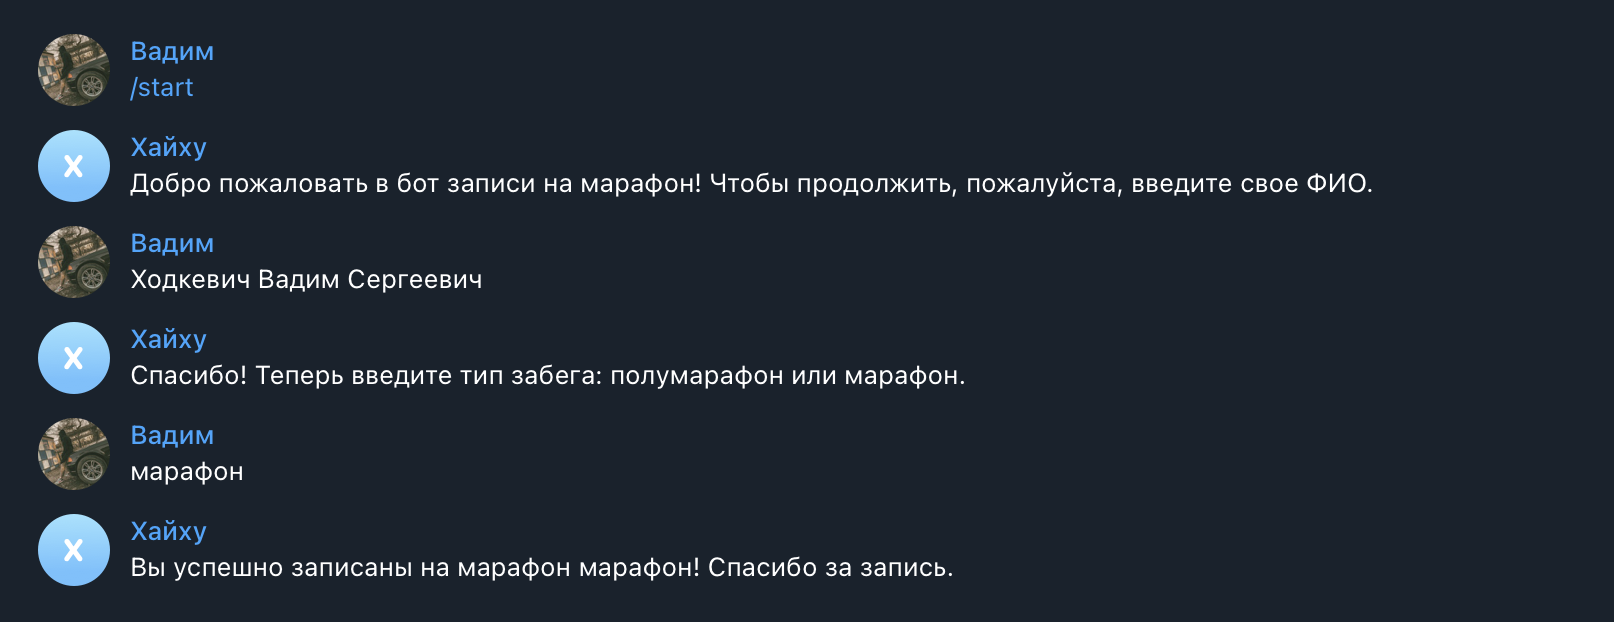 Вадим
/start
х
Хайху
Добро пожаловать в бот записи на марафон! Чтобы продолжить, пожалуйста, введите свое ФИО.
Вадим
Ходкевич Вадим Сергеевич
х
Хайху
Спасибо! Теперь введите тип забега: полумарафон или марафон.
Вадим
марафон
х
Хайху
Вы успешно записаны на марафон марафон! Спасибо за запись.